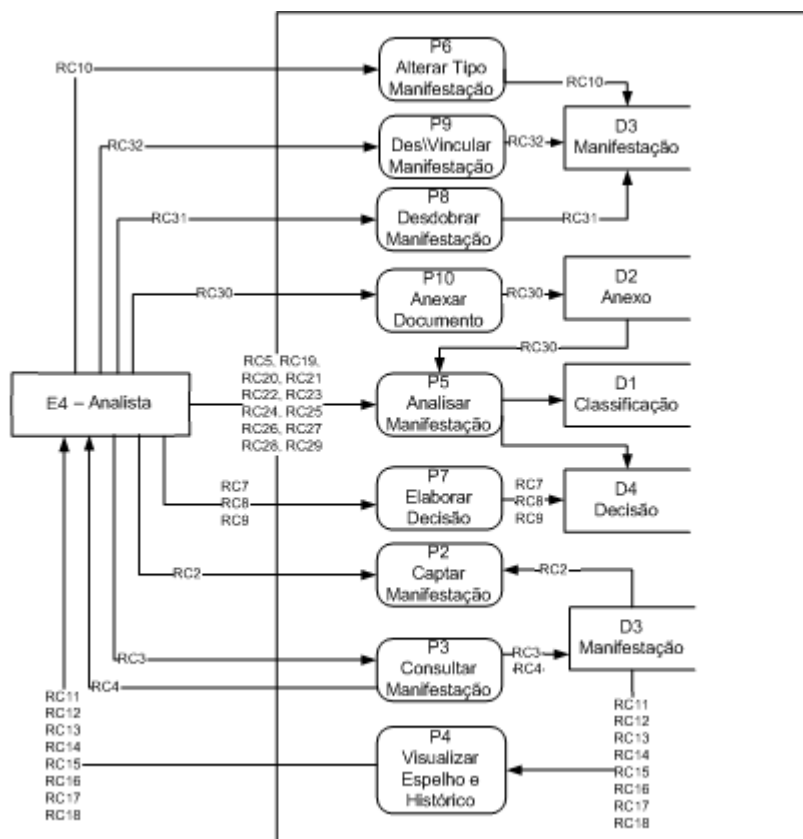 P6
Alterar Tipo
Manifestação
RC10
RC10
P9
Des\Vincular
Manifestação
RC32
RC32
D3
Manifestação
P8
Desdobrar
Manifestação
RC31
RC31
P10
Anexar
Documento
RC30
RC30
D2
Anexo
RC30
E4 – Analista
RC5, RC19,
RC20, RC21
RC22, RC23
RC24, RC25
RC26, RC27
RC28, RC29
P5
Analisar
Manifestação
D1
Classificação
RC7
RC8
RC9
P7
Elaborar
Decisão
RC7
RC8
RC9
D4
Decisão
RC2
P2
Captar
Manifestação
RC2
D3
Manifestação
RC3
RC4
P3
Consultar
Manifestação
RC3
RC4
RC11
RC12
RC13
RC14
RC15
RC16
RC17
RC18
P4
Visualizar
Espelho e
Histórico
RC11
RC12
RC13
RC14
RC15
RC16
RC17
RC18